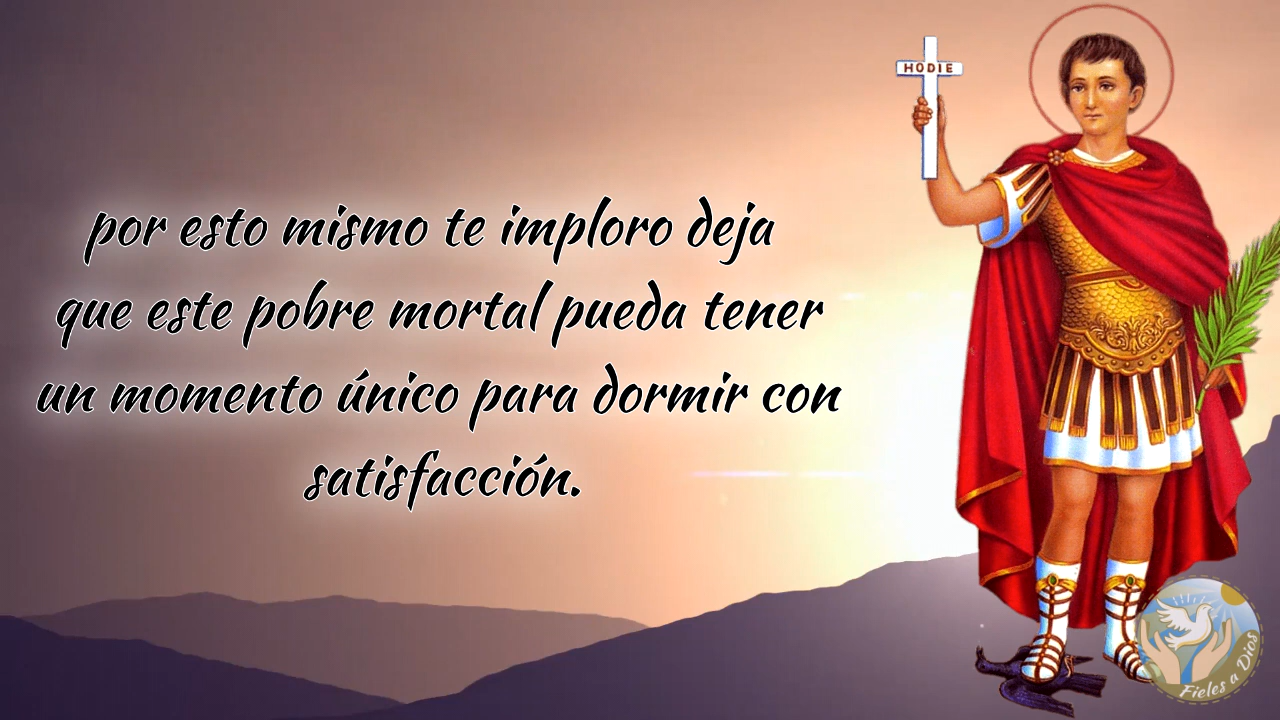 HODIE
por esto mismo te imploro deja
que este pobre mortal pueda tener
un momento único para dormir con
satisfacción.
Fieles a Dios